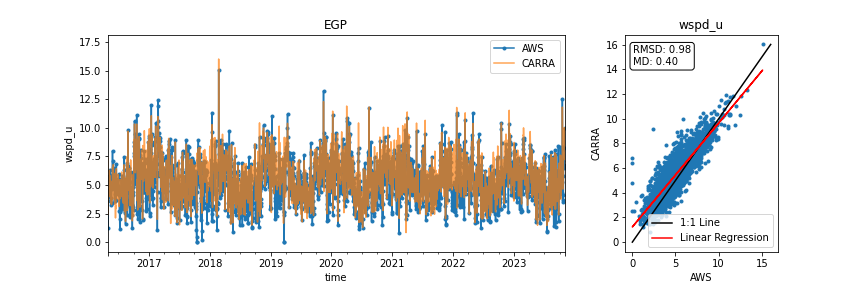 EGP
wspd_u
17.5
15.0
12.5
10.0
7.5
5.0
2.5
0.0
wspd_u
AWS
CARRA
2017
2018
2019
2020
2021
2022
2023
time
wspd_u
16
14
12
10
8
6
4
2
0
CARRA
RMSD: 0.98
MD: 0.40
1:1 Line
Linear Regression
0
5
10
15
AWS